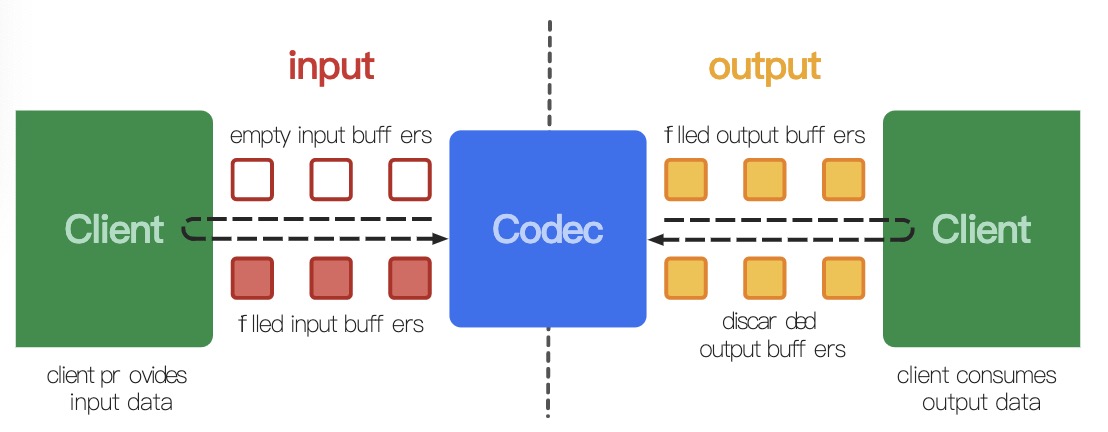 input
output
empty input buff ers
f lled output buff ers
Client
Codec
Client
f lled input buff ers
discar ded
output buff ers
client pr ovides
input data
client consumes
output data